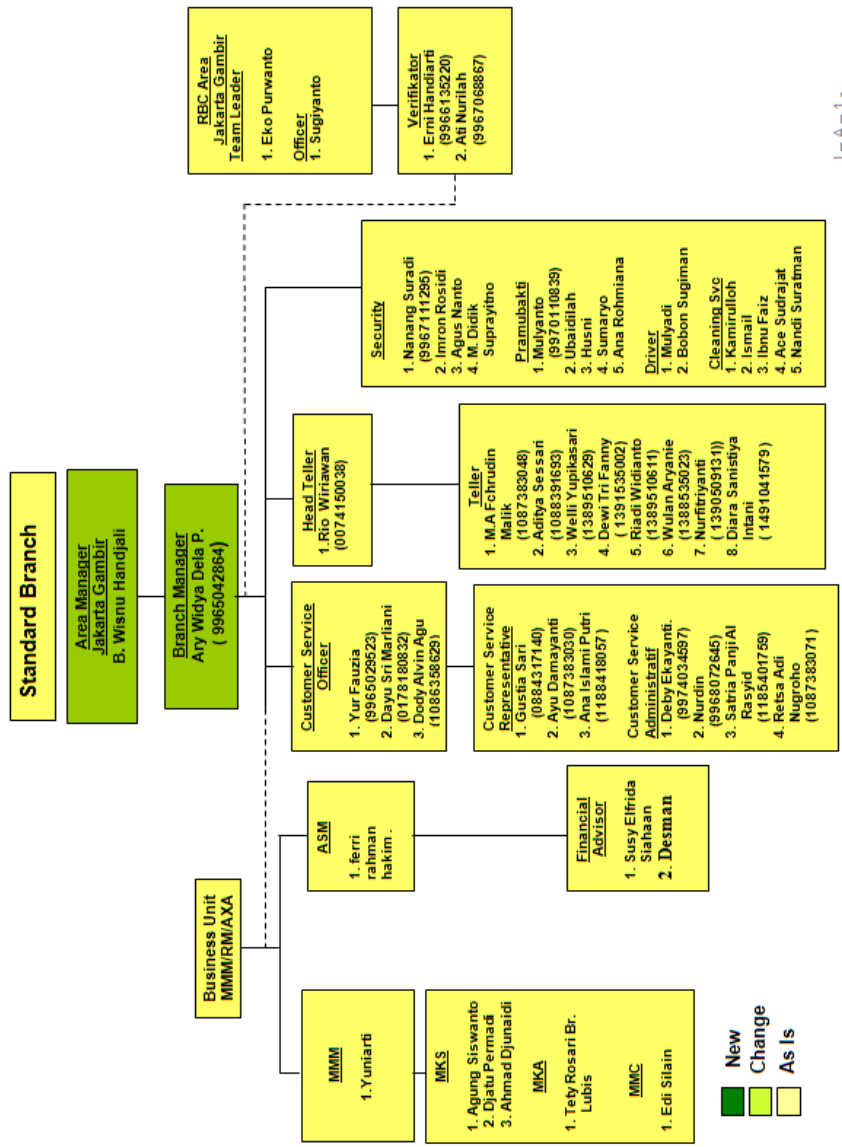 Standard Branch
Area Manager
Jakarta Gambir
B. Wisnu Handjali
Branch Manager
Ary Widya Dela P.
( 9965042864)
RBC Area
Jakarta Gambir
Team Leader
1. Eko Purwanto
Officer
1. Sugiyanto
Verifikator
1. Erni Handiarti
(9966135220)
2. Ati Nurilah
(9967068867)
Business Unit
MMM/RM/AXA
MMM
1.Yuniarti
MKS
1. Agung Siswanto
2. Djatu Permadi
3. Ahmad Djunaidi
MKA
1. Tety Rosari Br.
Lubis
MMC
1. Edi Silain
ASM
1. ferri
rahman
hakim .
Financial
Advisor
1. Susy Elfrida
Siahaan
2. Desman
Customer Service
Officer
1. Yur Fauzia
(9965029523)
2. Dayu Sri Marliani
(0178180832)
3. Dody Alvin Agu
(1086358629)
Customer Service
Representative
1. Gustia Sari
(0884317140)
2. Ayu Damayanti
(1087383030)
3. Ana Islami Putri
(1188418057)
Customer Service
Administratif
1. Deby Ekayanti.
(9974034597)
2. Nurdin
(9968072645)
3. Satria Panji Al
Rasyid
(1185401759)
4. Retsa Adi
Nugroho
(1087383071)
Head Teller
1.Rio Wiriawan
(0074150038)
Teller
1. M.A Fchrudin
Malik
(1087383048)
2. Aditya Sessari
(1088391693)
3. Welli Yupikasari
(1389510629)
4. Dewi Tri Fanny
( 1391535002)
5. Riadi Widianto
(1389510611)
6. Wulan Aryanie
(1388535023)
7. Nurfitriyanti
( 1390509131))
8. Diara Sanistiya
Intani
( 1491041579 )
Security
1. Nanang Suradi
(9967111295)
2. Imron Rosidi
3. Agus Nanto
4. M. Didik
Suprayitno
Pramubakti
1.Mulyanto
(9970110839)
2. Ubaidilah
3. Husni
4. Sumaryo
5. Ana Rohmiana
Driver
1. Mulyadi
2. Bobon Sugiman
Cleaning Svc
1. Kamirulloh
2. Ismail
3. Ibnu Faiz
4. Ace Sudrajat
5. Nandi Suratman
New
Change
As Is